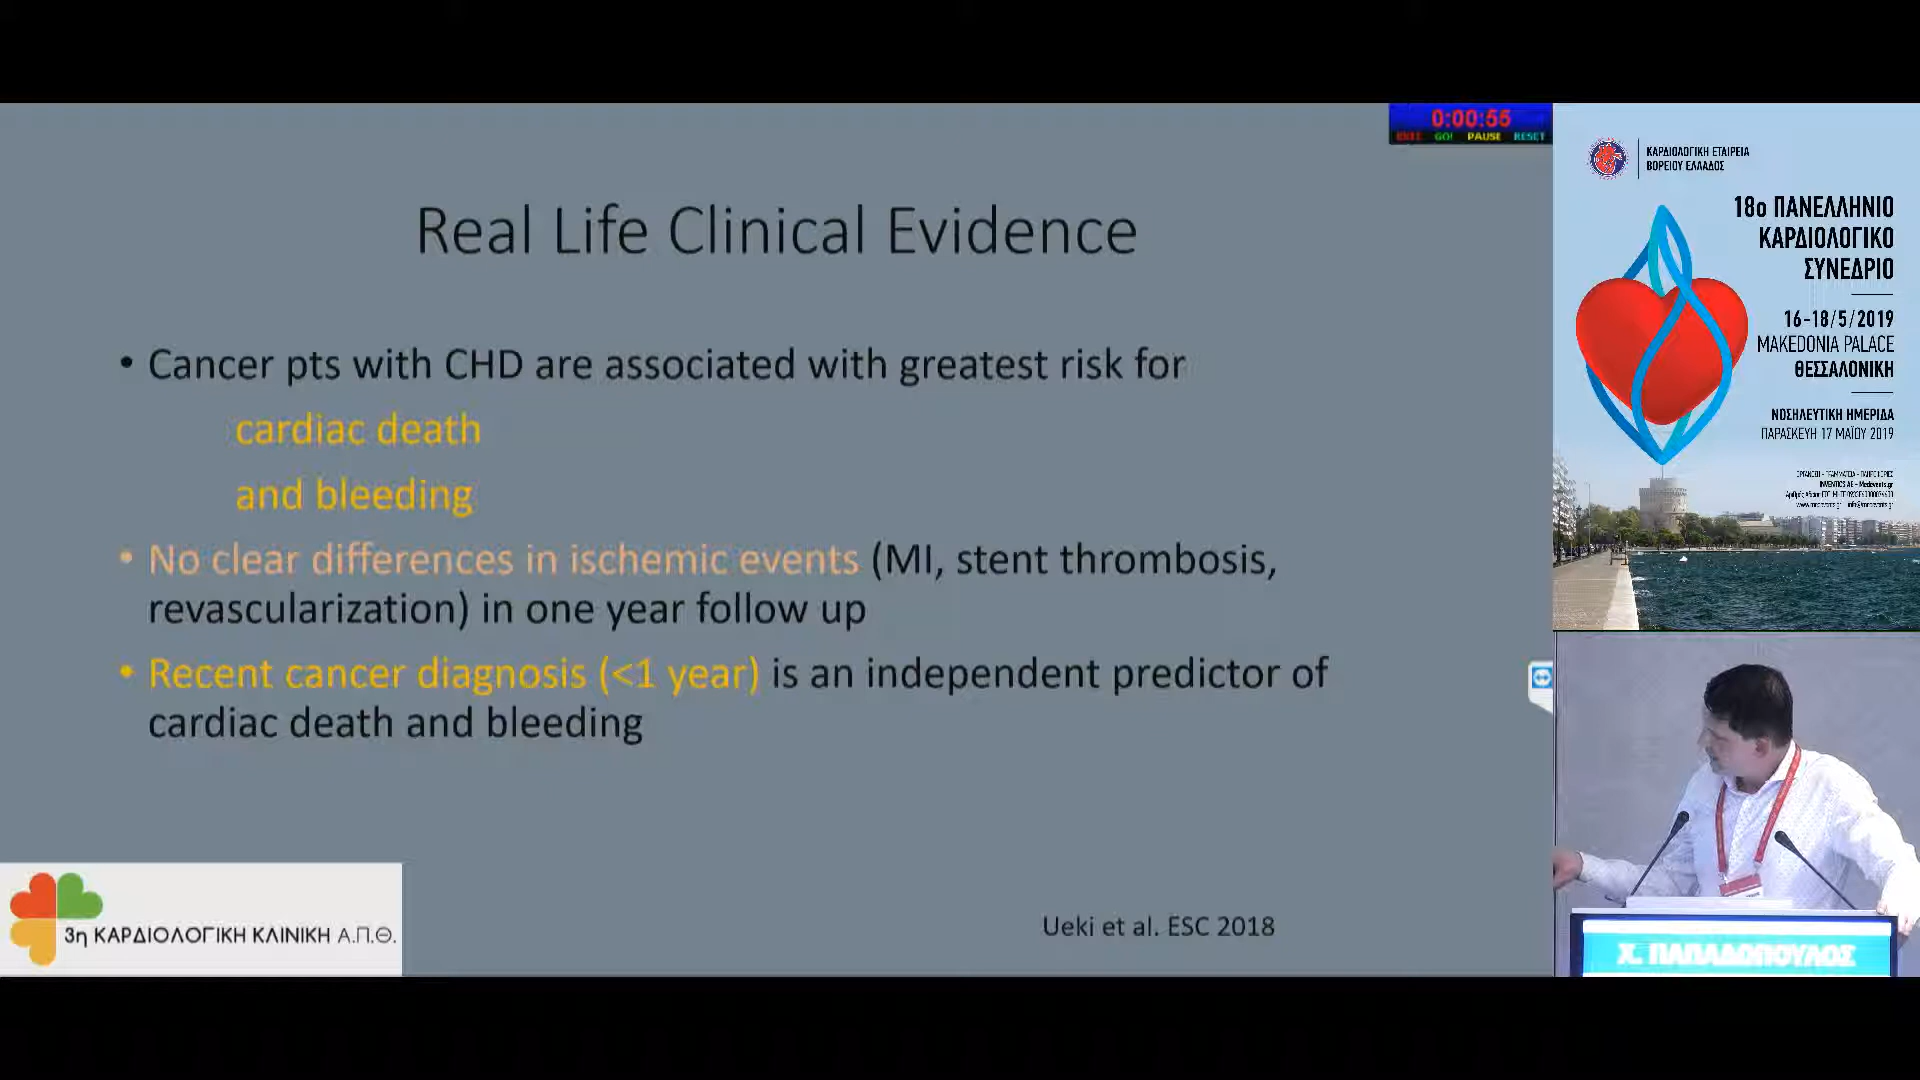 0:00:55
EXIT GO! PAUSE RESET
Real Life Clinical Evidence
• Cancer pts with CHD are associated with greatest risk for
cardiac death
and bleeding
• No clear differences in ischemic events (MI, stent thrombosis,
revascularization) in one year follow up
• Recent cancer diagnosis (<1 year) is an independent predictor of
cardiac death and bleeding
3η ΚΑΡΔΙΟΛΟΓΙΚΗ ΚΛΙΝΙΚΗ Α.Π.Θ.
Ueki et al. ESC 2018
ΚΑΡΔΙΟΛΟΓΙΚΗ ΕΤΑΙΡΕΙΑ
ΒΟΡΕΙΟΥ ΕΛΛΑΔΟΣ
18ο ΠΑΝΕΛΛΗΝΙΟ
ΚΑΡΔΙΟΛΟΓΙΚΟ
ΣΥΝΕΔΡΙΟ
16-18/5/2019
MAKEDONIA PALACE
ΘΕΣΣΑΛΟΝΙΚΗ
ΝΟΣΗΛΕΥΤΙΚΗ ΗΜΕΡΙΔΑ
ΠΑΡΑΣΚΕΥΗ 17 ΜΑΪΟΥ 2019
INVENTICS AE - Medevents.gr
Χ. ΠΑΠΑΔΟΠΟΥΛΟΣ